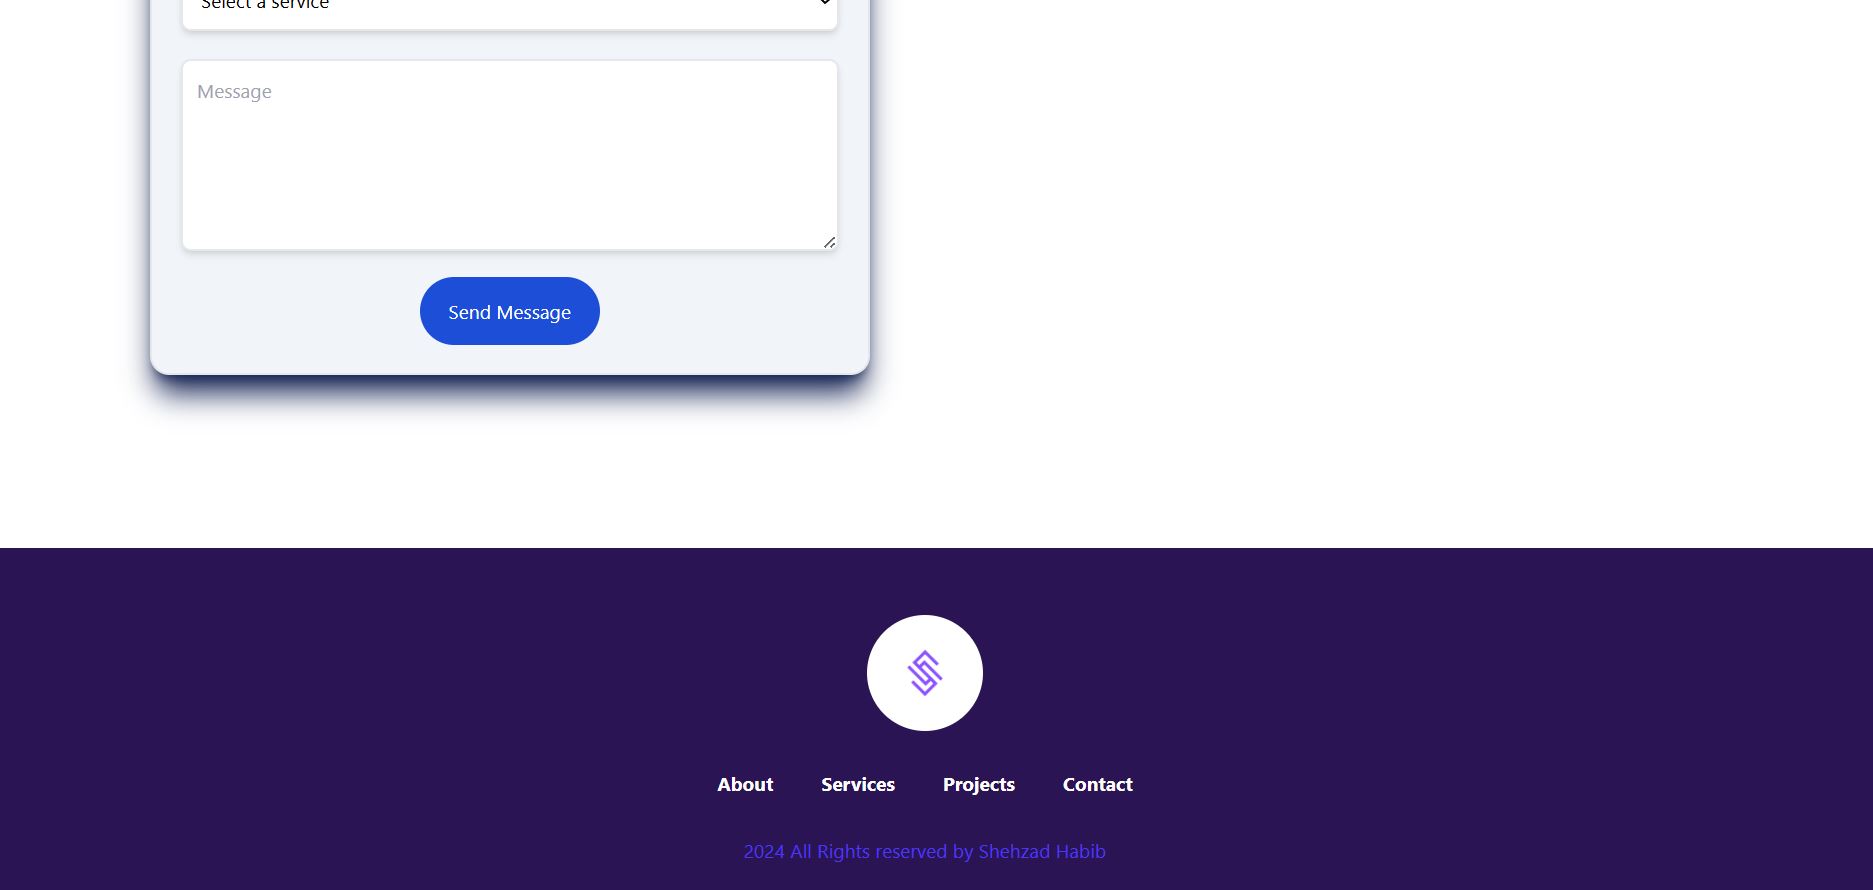 Select a service
Message
Send Message
About Services Projects Contact
2024 All Rights reserved by Shehzad Habib